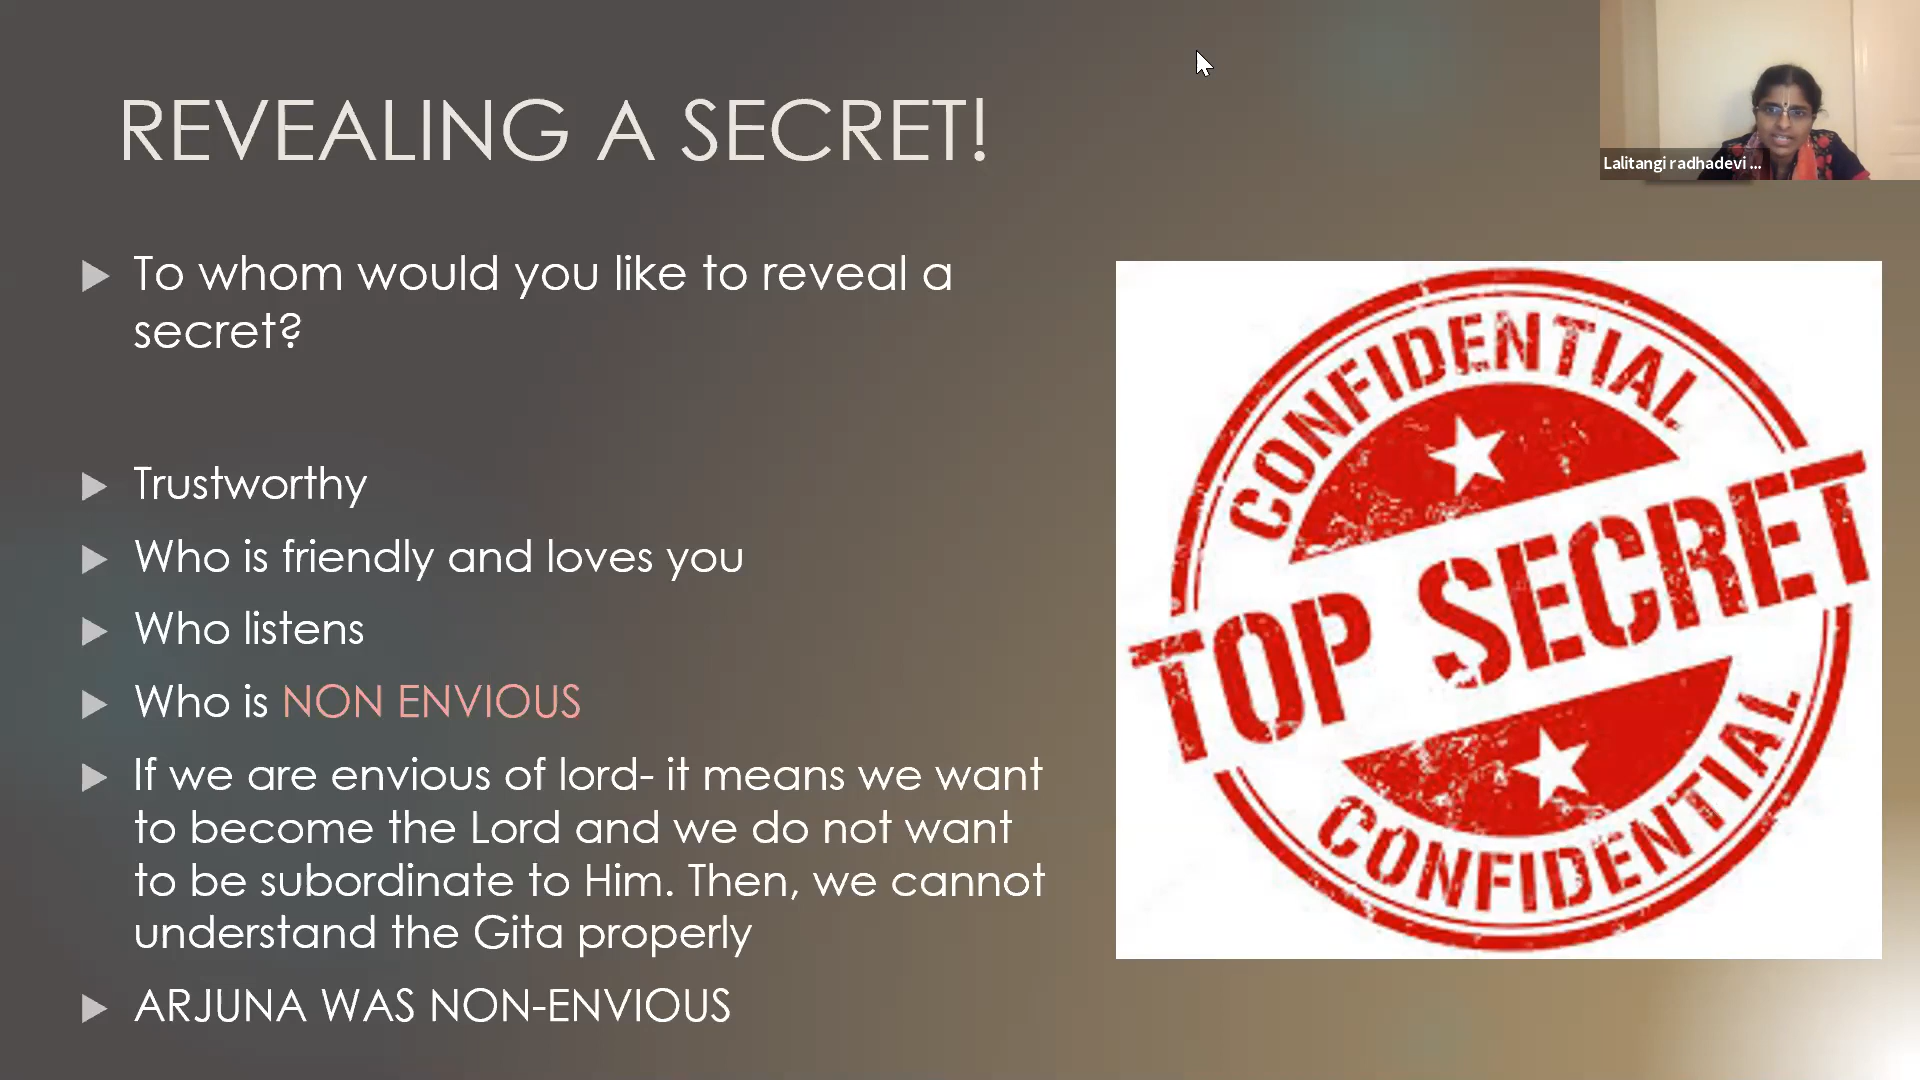 REVEALING A SECRET!
Lalitangi radhadevi ...
To whom would you like to reveal a
secret?
Trustworthy
Who is friendly and loves you
Who listens
Who is NON ENVIOUS
If we are envious of lord- it means we want
to become the Lord and we do not want
to be subordinate to Him. Then, we cannot
understand the Gita properly
ARJUNA WAS NON-ENVIOUS
CONFIDENTIAL
TOP SECRET
CONFIDENTIAL